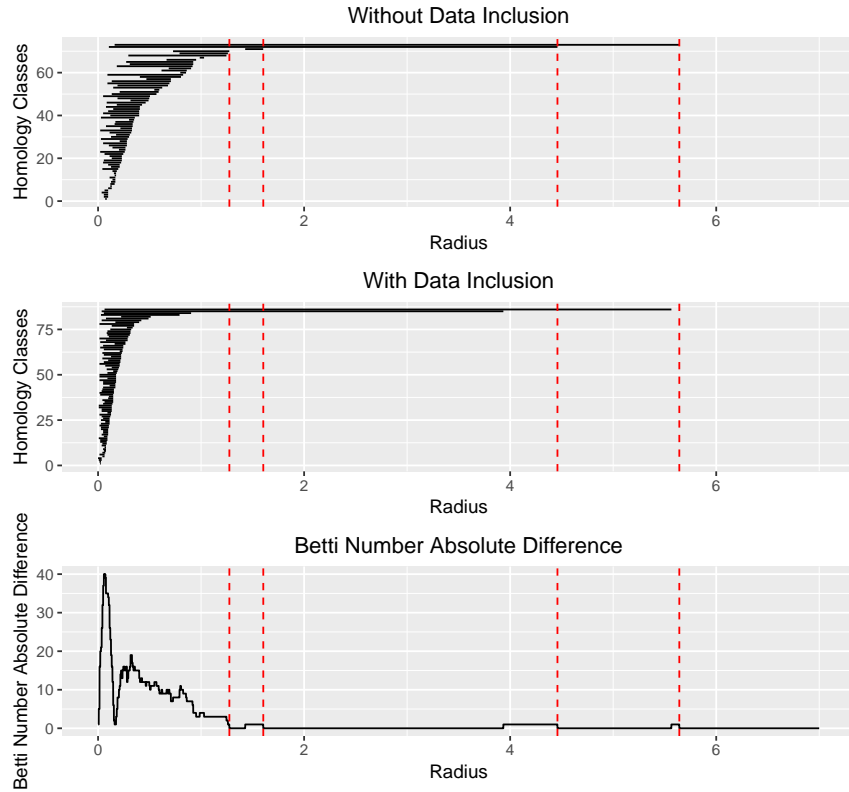 Without Data Inclusion
Homology Classes
60
40
20
0
0 2 4 6
Radius
With Data Inclusion
Homology Classes
75
50
25
0
0 2 4 6
Radius
Betti Number Absolute Difference
Betti Number Absolute Difference
40
30
20
10
0
0 2 4 6
Radius